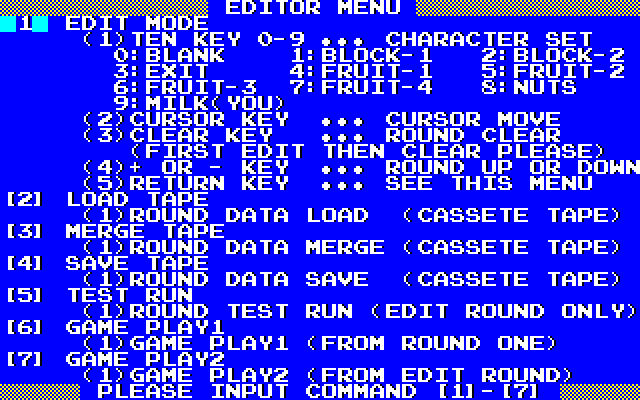 EDITOR MENU
[1] EDIT MODE
(1)TEN KEY 0-9 ... CHARACTER SET
0:BLANK 1:BLOCK-1 2:BLOCK-2
3:EXIT 4:FRUIT-1 5:FRUIT-2
6:FRUIT-3 7:FRUIT-4 8:NUTS
9:MILK(YOU)
(2)CURSOR KEY ... CURSOR MOVE
(3)CLEAR KEY ... ROUND CLEAR
(FIRST EDIT THEN CLEAR PLEASE)
(4)+ OR - KEY ... ROUND UP OR DOWN
(5)RETURN KEY ... SEE THIS MENU
[2] LOAD TAPE
(1)ROUND DATA LOAD (CASSETE TAPE)
[3] MERGE TAPE
(1)ROUND DATA MERGE (CASSETE TAPE)
[4] SAVE TAPE
(1)ROUND DATA SAVE (CASSETE TAPE)
[5] TEST RUN
(1)ROUND TEST RUN (EDIT ROUND ONLY)
[6] GAME PLAY1
(1)GAME PLAY1 (FROM ROUND ONE)
[7] GAME PLAY2
(1)GAME PLAY2 (FROM EDIT ROUND)
PLEASE INPUT COMMAND [1]-[7]